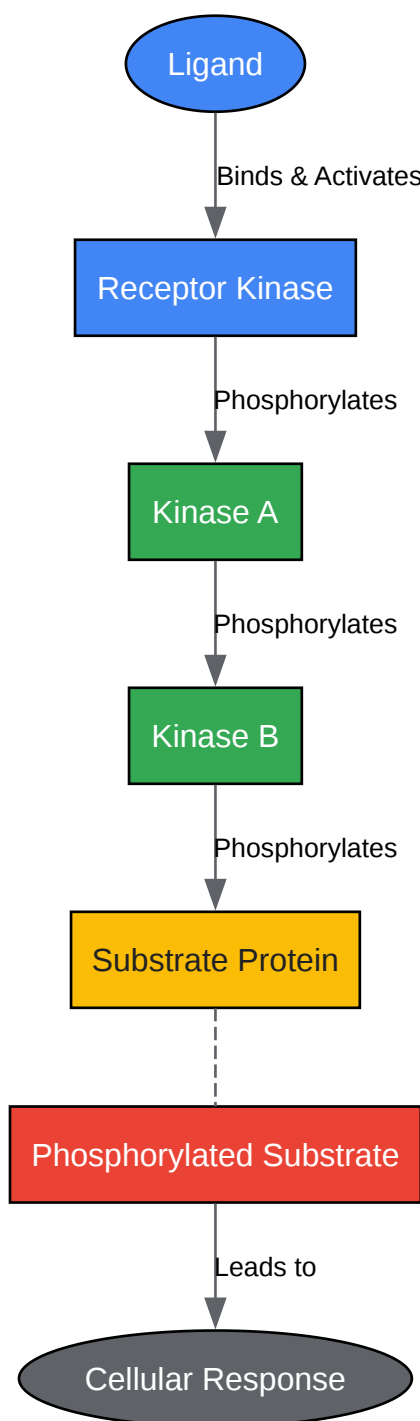 Ligand
Binds & Activates
Receptor Kinase
Phosphorylates
Kinase A
Phosphorylates
Kinase B
Phosphorylates
Substrate Protein
Phosphorylated Substrate
Leads to
Cellular Response